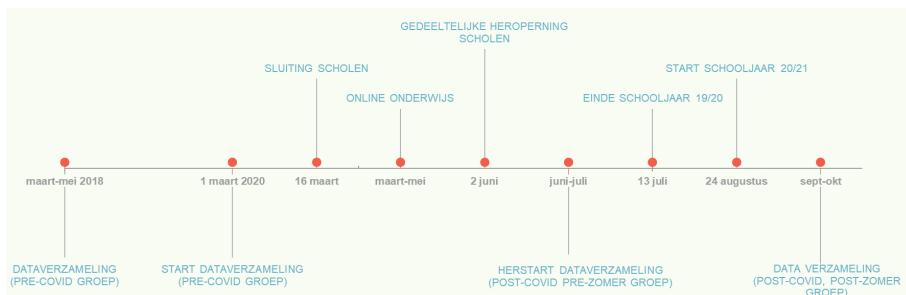 GEDEELTELIJKE HEROPERNING
SCHOLEN
SLUITING SCHOLEN
START SCHOOLJAAR 20/21
ONLINE ONDERWIJS
EINDE SCHOOLJAAR 19/20
maart-mei 2018
1 maart 2020
16 maart
maart-mei
2 juni
juni-juli
13 juli
24 augustus
sept-okt
DATAVERZAMELING
(PRE-COVID GROEP)
START DATAVERZAMELING
(PRE-COVID GROEP)
HERSTART DATAVERZAMELING
(POST-COVID PRE-ZOMER GROEP)
DATA VERZAMELING
(POST-COVID, POST-ZOMER
GROEP)